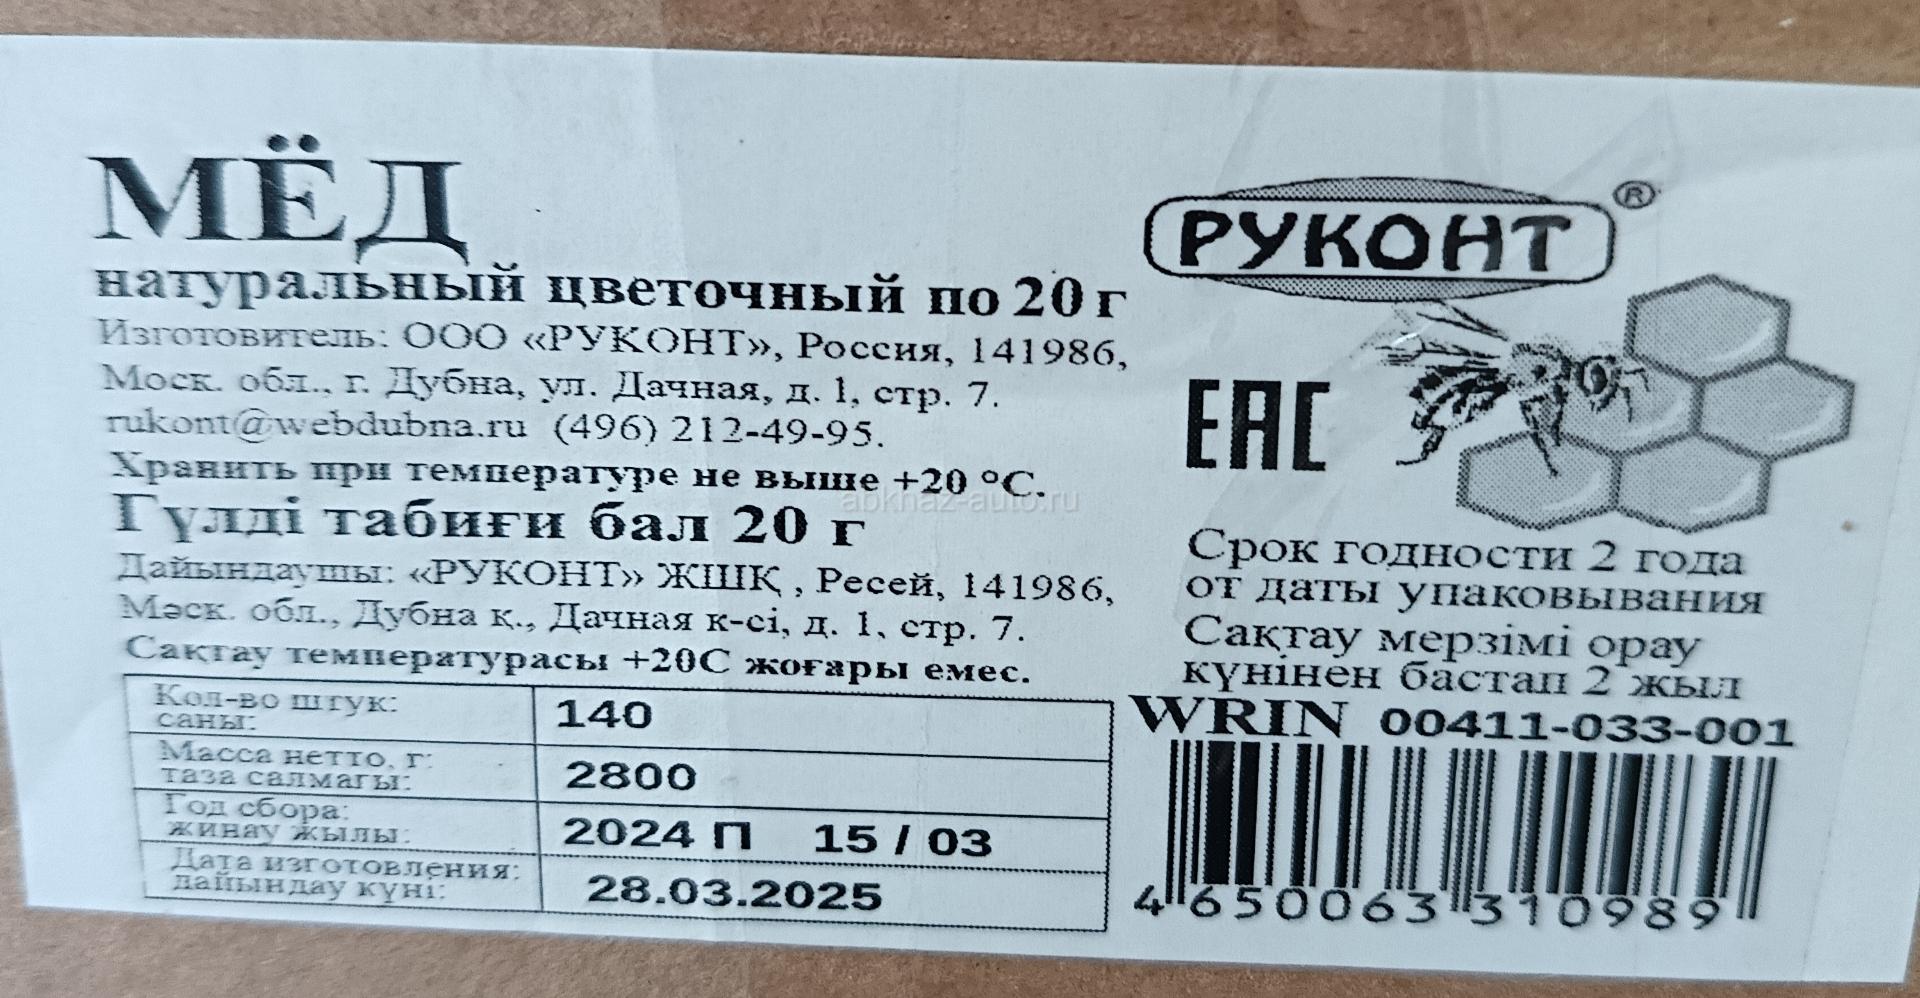 МЁД
натуральный цветочный по 20 г
Изготовитель: ООО «РУКОНТ», Россия, 141986,
Моск. обл., г. Дубна, ул. Дачная, д. 1, стр. 7.
rukont@webdubna.ru (496) 212-49-95.
Хранить при температуре не выше +20 °С.
Гүлді табиғи бал 20 г
Дайындаушы: «РУКОНТ» ЖШҚ , Ресей, 141986,
Мәск. обл., Дубна қ., Дачная к-сі, д. 1, стр. 7.
Сақтау температурасы +20С жоғары емес.
Кол-во штук: 140
саны:
Масса нетто, г: 2800
таза салмағы:
Год сбора: 2024 П 15 / 03
жинау жылы:
Дата изготовления: 28.03.2025
дайындау күні:
РУКОНТ ®
EAC
Срок годности 2 года
от даты упаковывания
Сақтау мерзімі орау
күнінен бастап 2 жыл
WRIN 00411-033-001
4 650063 310989
abkhaz-auto.ru